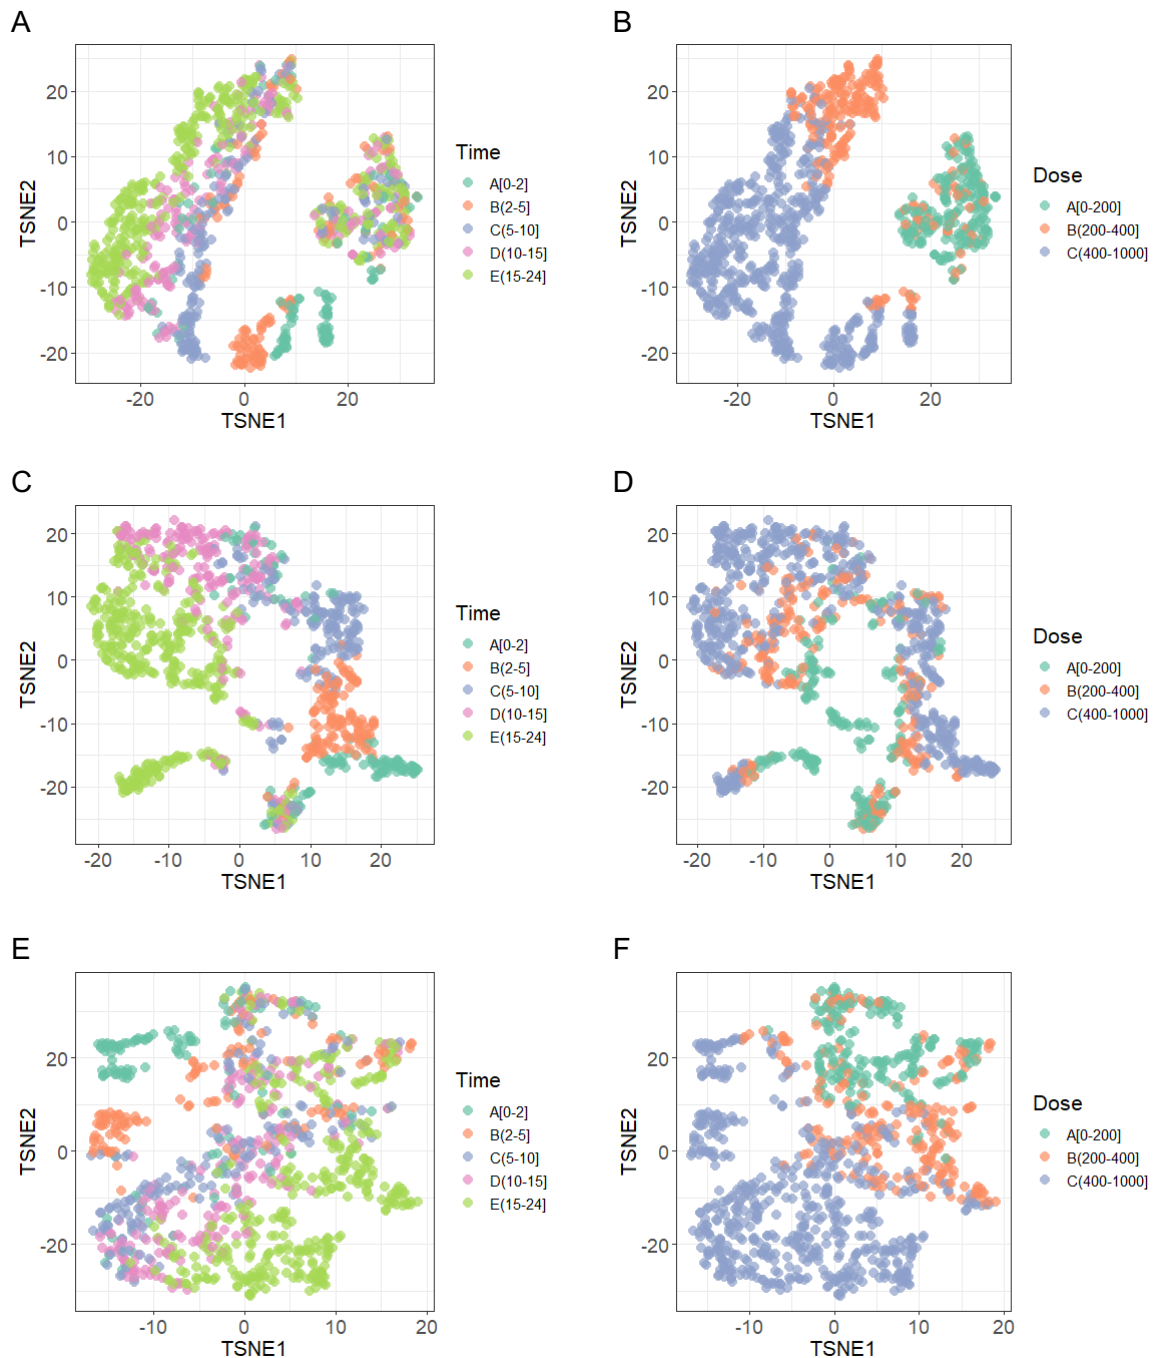 A
B
20
10
0
-10
-20
TSNE2
-20
0
20
TSNE1
Time
A[0-2]
B(2-5]
C(5-10]
D(10-15]
E(15-24]
20
10
0
-10
-20
TSNE2
-20
0
20
TSNE1
Dose
A[0-200]
B(200-400]
C(400-1000]
C
D
20
10
0
-10
-20
TSNE2
-20
-10
0
10
20
TSNE1
Time
A[0-2]
B(2-5]
C(5-10]
D(10-15]
E(15-24]
20
10
0
-10
-20
TSNE2
-20
-10
0
10
20
TSNE1
Dose
A[0-200]
B(200-400]
C(400-1000]
E
F
20
0
-20
TSNE2
-10
0
10
20
TSNE1
Time
A[0-2]
B(2-5]
C(5-10]
D(10-15]
E(15-24]
20
0
-20
TSNE2
-10
0
10
20
TSNE1
Dose
A[0-200]
B(200-400]
C(400-1000]